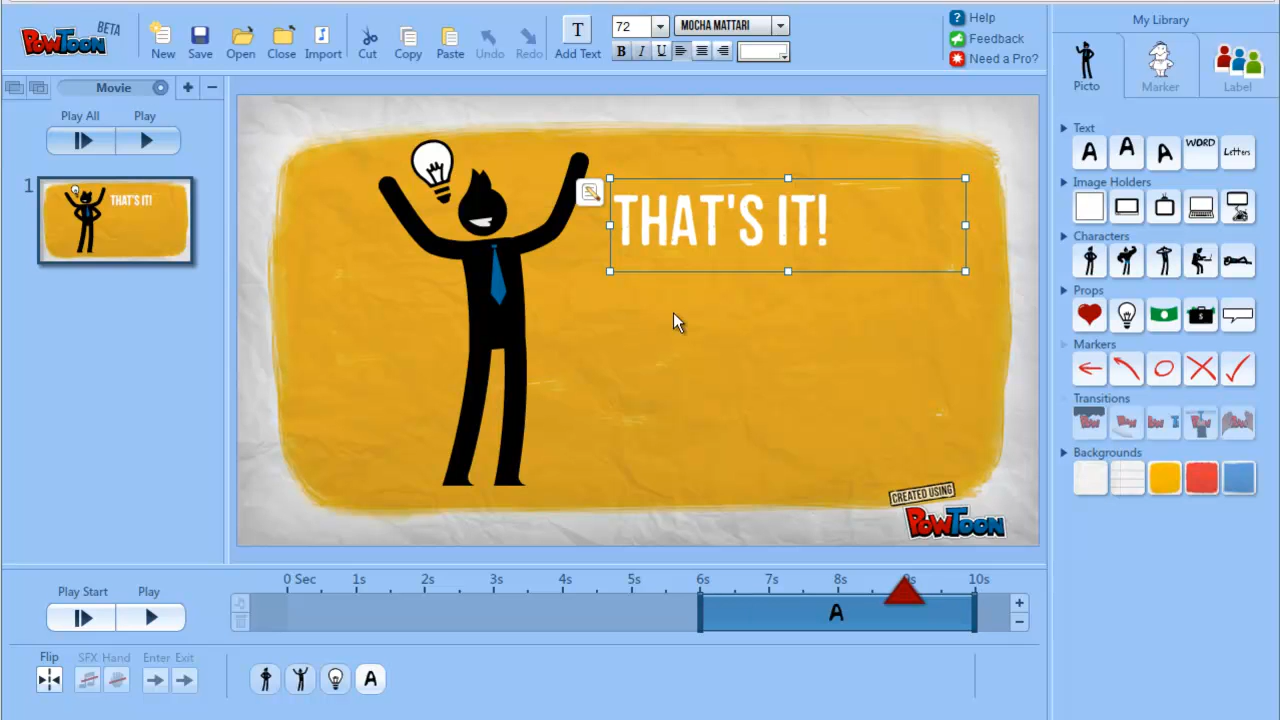 POWTOON BETA
New Save Open Close Import Cut Copy Paste Undo Redo Add Text
72 MOCHA MATTARI
B I U
Help
Feedback
Need a Pro?
My Library
Picto Marker Label
Movie
Play All Play
1
THAT'S IT!
THAT'S IT!
CREATED USING
POWTOON
Text
A A A WORD Letters
Image Holders
Characters
Props
Markers
Transitions
Backgrounds
Play Start Play
0 Sec 1s 2s 3s 4s 5s 6s 7s 8s 9s 10s
A
Flip SFX Hand Enter Exit
A